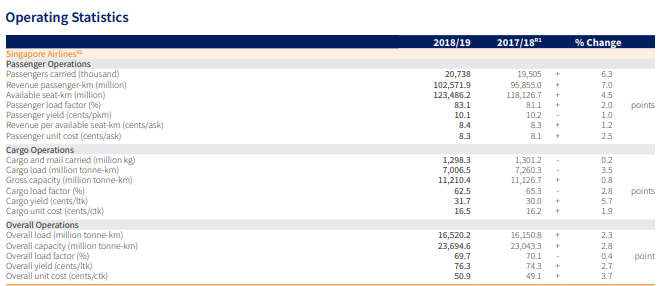 Operating Statistics
2018/19 2017/18R1 % Change
Singapore AirlinesR2
Passenger Operations
Passengers carried (thousand) 20,738 19,505 + 6.3
Revenue passenger-km (million) 102,571.9 95,855.0 + 7.0
Available seat-km (million) 123,486.2 118,126.7 + 4.5
Passenger load factor (%) 83.1 81.1 + 2.0 points
Passenger yield (cents/pkm) 10.1 10.2 - 1.0
Revenue per available seat-km (cents/ask) 8.4 8.3 + 1.2
Passenger unit cost (cents/ask) 8.3 8.1 + 2.5
Cargo Operations
Cargo and mail carried (million kg) 1,298.3 1,301.2 - 0.2
Cargo load (million tonne-km) 7,006.5 7,260.3 - 3.5
Gross capacity (million tonne-km) 11,210.4 11,126.7 + 0.8
Cargo load factor (%) 62.5 65.3 - 2.8 points
Cargo yield (cents/ltk) 31.7 30.0 + 5.7
Cargo unit cost (cents/ctk) 16.5 16.2 + 1.9
Overall Operations
Overall load (million tonne-km) 16,520.2 16,150.8 + 2.3
Overall capacity (million tonne-km) 23,694.6 23,043.3 + 2.8
Overall load factor (%) 69.7 70.1 - 0.4 point
Overall yield (cents/ltk) 76.3 74.3 + 2.7
Overall unit cost (cents/ctk) 50.9 49.1 + 3.7